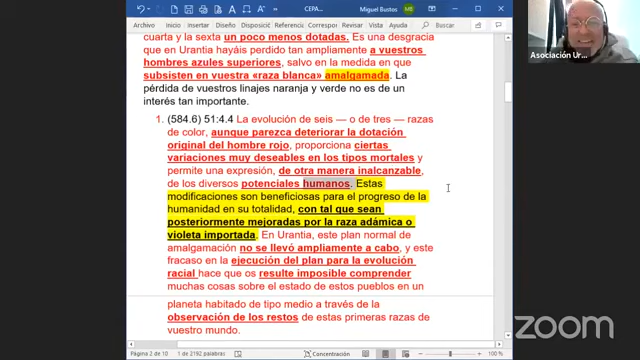 Miguel Bustos
MB
Archivo
Inicio
Insertar
Dibujar
Diseño
Disposición
Referencias
Correspondencia
Revisar
Vista
Ayuda
cuarta y la sexta un poco menos dotadas. Es una desgracia
que en Urantia hayáis perdido tan ampliamente a vuestros
hombres azules superiores, salvo en la medida en que
subsisten en vuestra «raza blanca» amalgamada. La
pérdida de vuestros linajes naranja y verde no es de un
interés tan importante.
1. (584.6) 51:4.4 La evolución de seis — o de tres — razas
de color, aunque parezca deteriorar la dotación
original del hombre rojo, proporciona ciertas
variaciones muy deseables en los tipos mortales y
permite una expresión, de otra manera inalcanzable,
de los diversos potenciales humanos. Estas
modificaciones son beneficiosas para el progreso de la
humanidad en su totalidad, con tal que sean
posteriormente mejoradas por la raza adámica o
violeta importada. En Urantia, este plan normal de
amalgamación no se llevó ampliamente a cabo, y este
fracaso en la ejecución del plan para la evolución
racial hace que os resulte imposible comprender
muchas cosas sobre el estado de estos pueblos en un
planeta habitado de tipo medio a través de la
observación de los restos de estas primeras razas de
vuestro mundo.
Página 2 de 10
1 de 2192 palabras
Concentración
100 %
Asociación Ur...
zoom